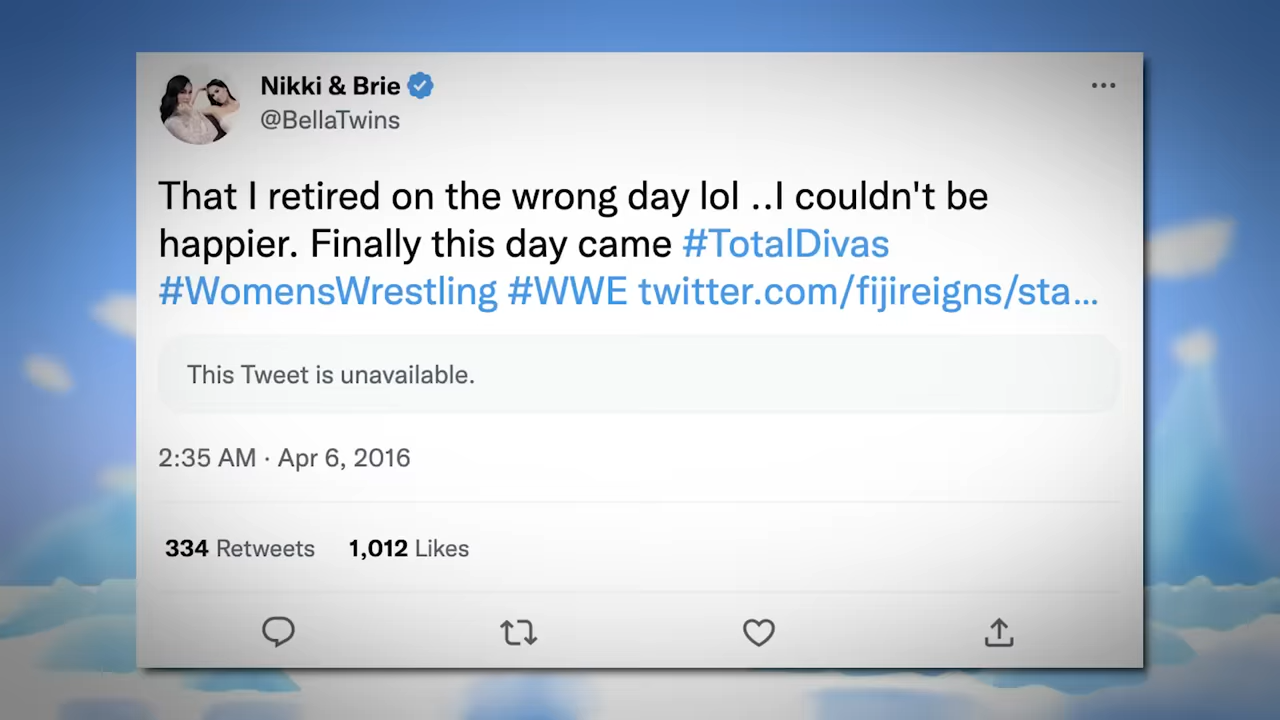 Nikki & Brie
@BellaTwins
That I retired on the wrong day lol ..I couldn't be
happier. Finally this day came #TotalDivas
#WomensWrestling #WWE twitter.com/fijireigns/sta...
This Tweet is unavailable.
2:35 AM · Apr 6, 2016
334 Retweets 1,012 Likes